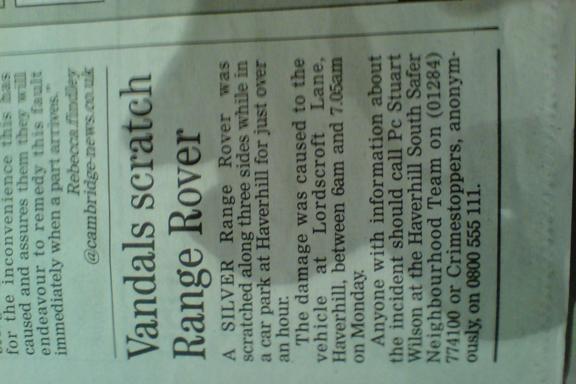 for the inconvenience this has
caused and assures them they will
endeavour to remedy this fault
immediately when a part arrives."
Rebecca.findley
@cambridge-news.co.uk
Vandals scratch
Range Rover
A SILVER Range Rover was
scratched along three sides while in
a car park at Haverhill for just over
an hour.
The damage was caused to the
vehicle at Lordscroft Lane,
Haverhill, between 6am and 7.05am
on Monday.
Anyone with information about
the incident should call Pc Stuart
Wilson at the Haverhill South Safer
Neighbourhood Team on (01284)
774100 or Crimestoppers, anonym-
ously, on 0800 555 111.